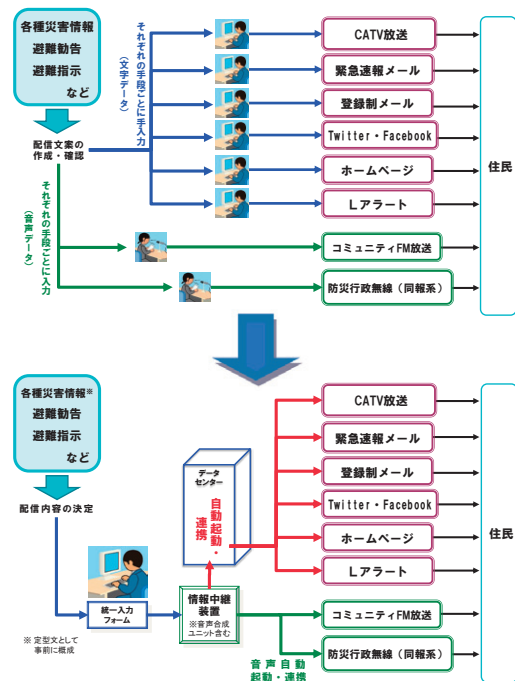 各種災害情報
避難勧告
避難指示
など
配信文案の
作成・確認
それぞれの手段ごとに手入力
（文字データ）
それぞれの手段ごとに入力
（音声データ）
CATV放送
緊急速報メール
登録制メール
Twitter・Facebook
ホームページ
Lアラート
コミュニティFM放送
防災行政無線（同報系）
住民
各種災害情報※
避難勧告
避難指示
など
配信内容の決定
統一入力
フォーム
※ 定型文として
事前に概成
データ
センター
自動起動・
連携
情報中継
装置
※音声合成
ユニット含む
音声自動
起動・連携
CATV放送
緊急速報メール
登録制メール
Twitter・Facebook
ホームページ
Lアラート
コミュニティFM放送
防災行政無線（同報系）
住民